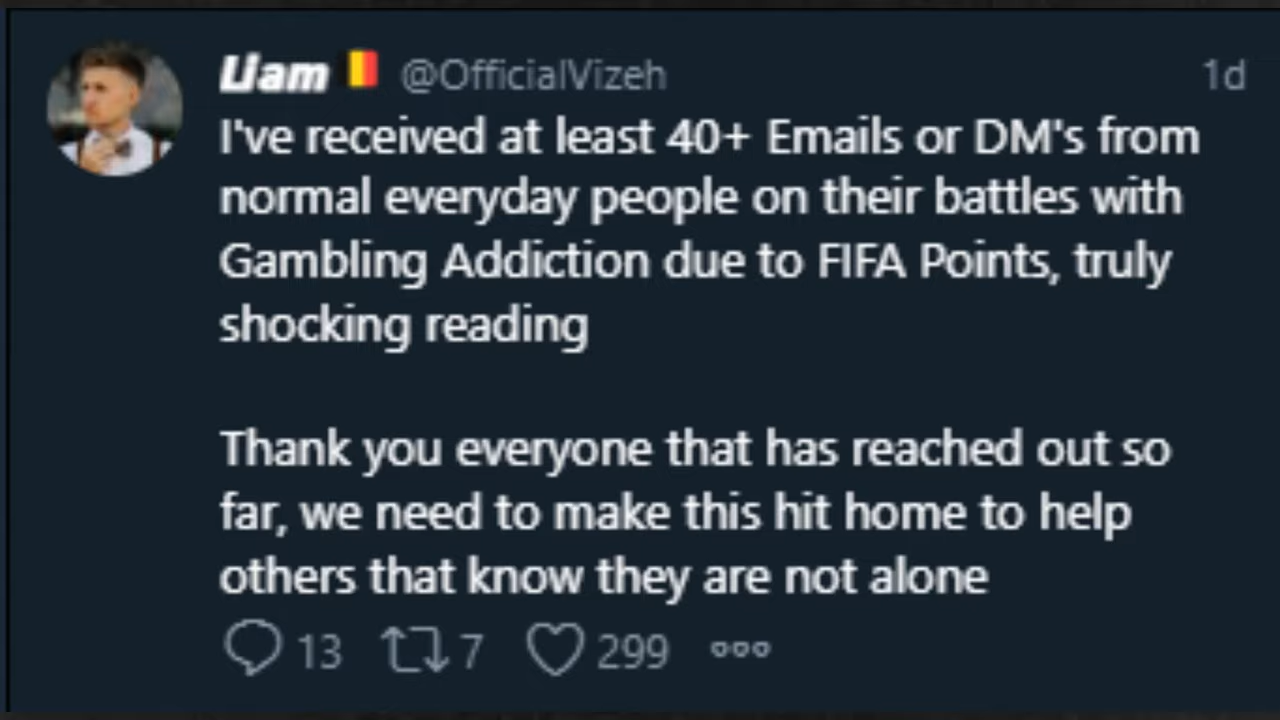 Liam 🇧🇪 @OfficialVizeh 1d
I've received at least 40+ Emails or DM's from
normal everyday people on their battles with
Gambling Addiction due to FIFA Points, truly
shocking reading
Thank you everyone that has reached out so
far, we need to make this hit home to help
others that know they are not alone
13 7 299